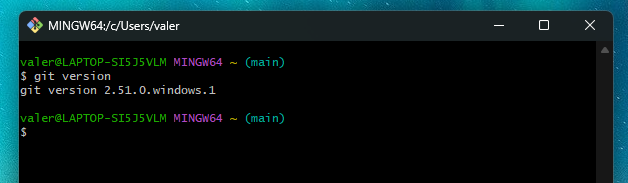 MINGW64:/c/Users/valer
valer@LAPTOP-SI5J5VLM MINGW64 ~ (main)
$ git version
git version 2.51.0.windows.1
valer@LAPTOP-SI5J5VLM MINGW64 ~ (main)
$